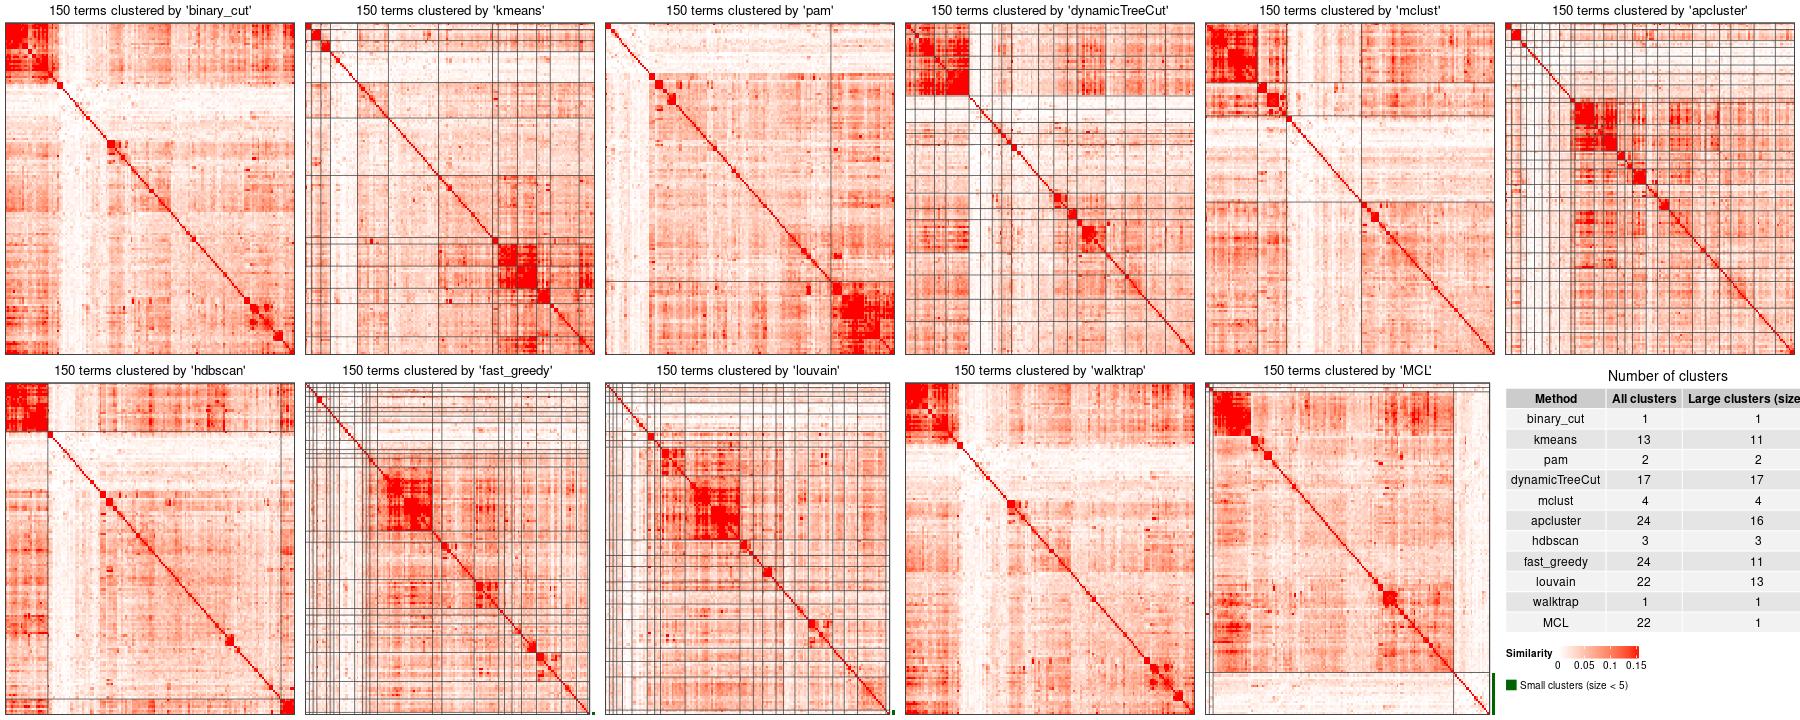 150 terms clustered by 'binary_cut'
150 terms clustered by 'kmeans'
150 terms clustered by 'pam'
150 terms clustered by 'dynamicTreeCut'
150 terms clustered by 'mclust'
150 terms clustered by 'apcluster'
150 terms clustered by 'hdbscan'
150 terms clustered by 'fast_greedy'
150 terms clustered by 'louvain'
150 terms clustered by 'walktrap'
150 terms clustered by 'MCL'
Number of clusters
Method All clusters Large clusters (size
binary_cut 1 1
kmeans 13 11
pam 2 2
dynamicTreeCut 17 17
mclust 4 4
apcluster 24 16
hdbscan 3 3
fast_greedy 24 11
louvain 22 13
walktrap 1 1
MCL 22 1
Similarity
0 0.05 0.1 0.15
Small clusters (size < 5)